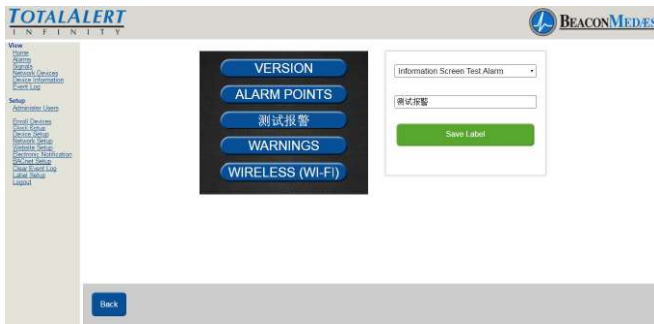 TOTALALERT
INFINITY
BEACONMEDÆS
View
Home
Alarms
Signals
Network Devices
Device Information
Event Log
Setup
Administer Users
Enroll Devices
Clock Setup
Device Setup
Network Setup
Website Setup
Electronic Notification
BACnet Setup
Clear Event Log
Label Setup
Logout
VERSION
ALARM POINTS
测试报警
WARNINGS
WIRELESS (WI-FI)
Information Screen Test Alarm
测试报警
Save Label
Back